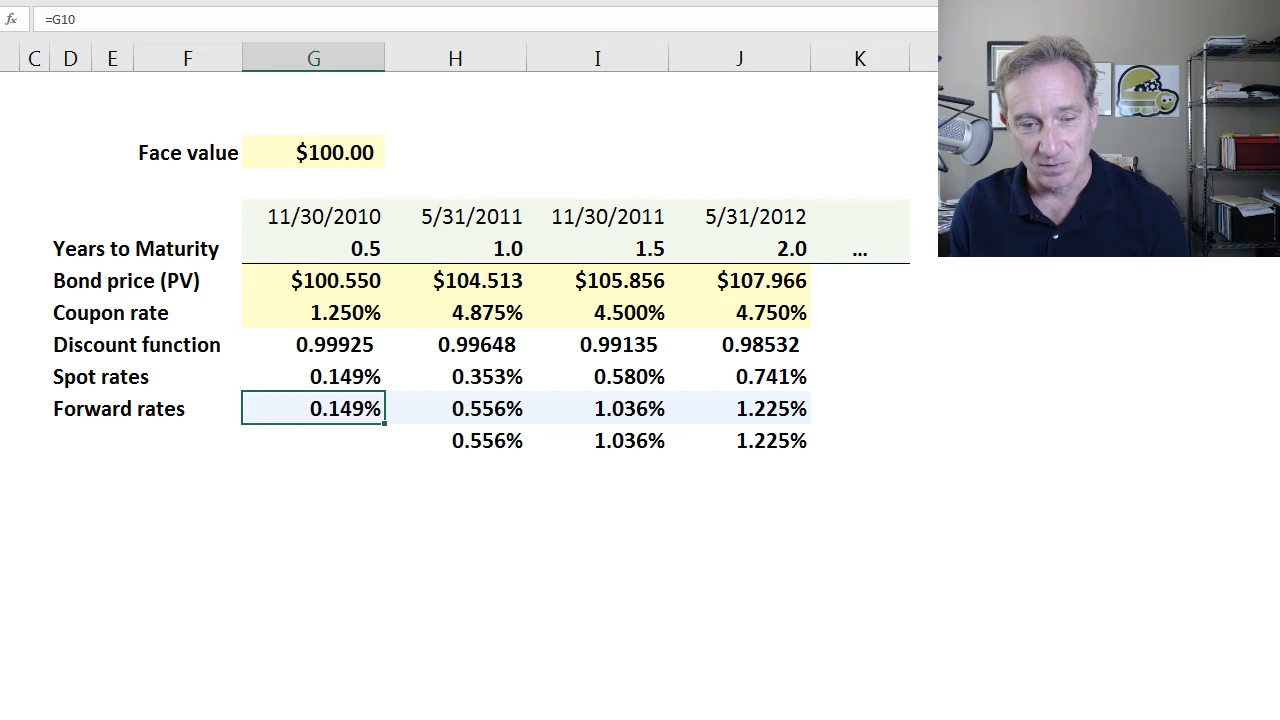 fx =G10
C D E F G H I J K
Face value $100.00
11/30/2010 5/31/2011 11/30/2011 5/31/2012
Years to Maturity 0.5 1.0 1.5 2.0 ...
Bond price (PV) $100.550 $104.513 $105.856 $107.966
Coupon rate 1.250% 4.875% 4.500% 4.750%
Discount function 0.99925 0.99648 0.99135 0.98532
Spot rates 0.149% 0.353% 0.580% 0.741%
Forward rates 0.149% 0.556% 1.036% 1.225%
0.556% 1.036% 1.225%